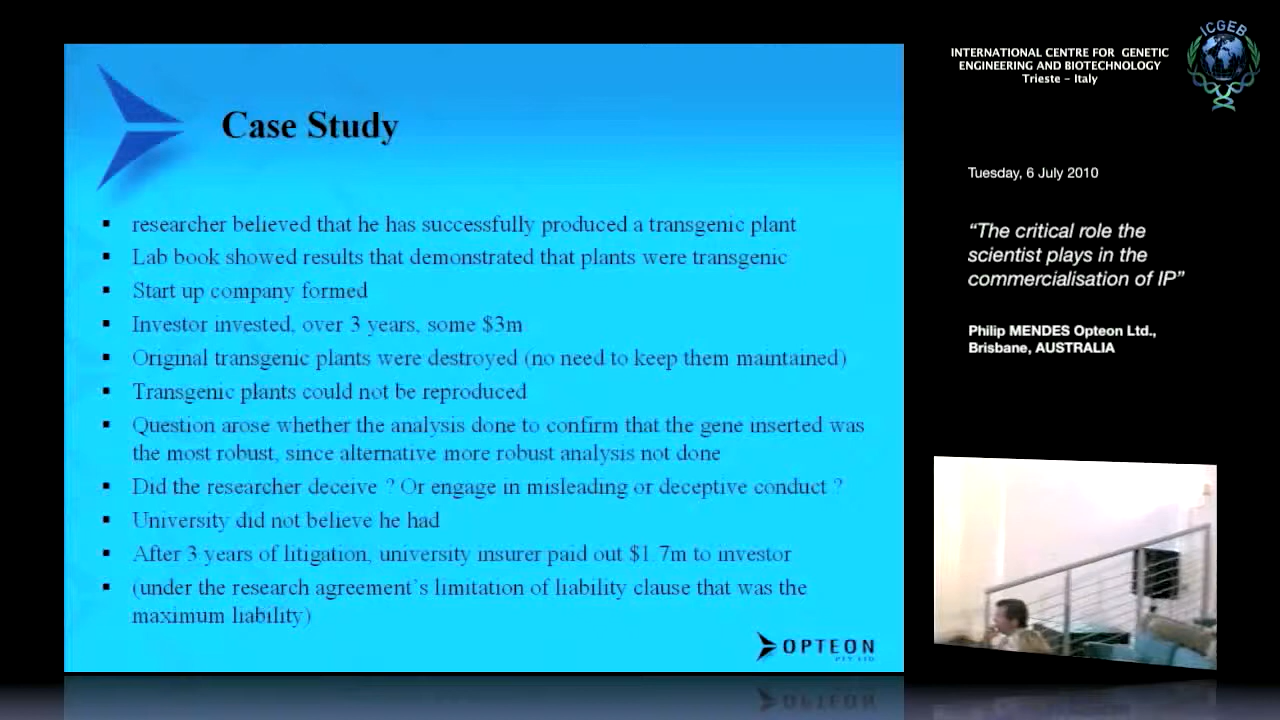 Case Study
researcher believed that he has successfully produced a transgenic plant
Lab book showed results that demonstrated that plants were transgenic
Start up company formed
Investor invested, over 3 years, some $3m
Original transgenic plants were destroyed (no need to keep them maintained)
Transgenic plants could not be reproduced
Question arose whether the analysis done to confirm that the gene inserted was
the most robust, since alternative more robust analysis not done
Did the researcher deceive ? Or engage in misleading or deceptive conduct ?
University did not believe he had
After 3 years of litigation, university insurer paid out $1.7m to investor
(under the research agreement's limitation of liability clause that was the
maximum liability)
OPTEON
PTY LTD
INTERNATIONAL CENTRE FOR GENETIC
ENGINEERING AND BIOTECHNOLOGY
Trieste - Italy
ICGEB
Tuesday, 6 July 2010
“The critical role the
scientist plays in the
commercialisation of IP”
Philip MENDES Opteon Ltd.,
Brisbane, AUSTRALIA